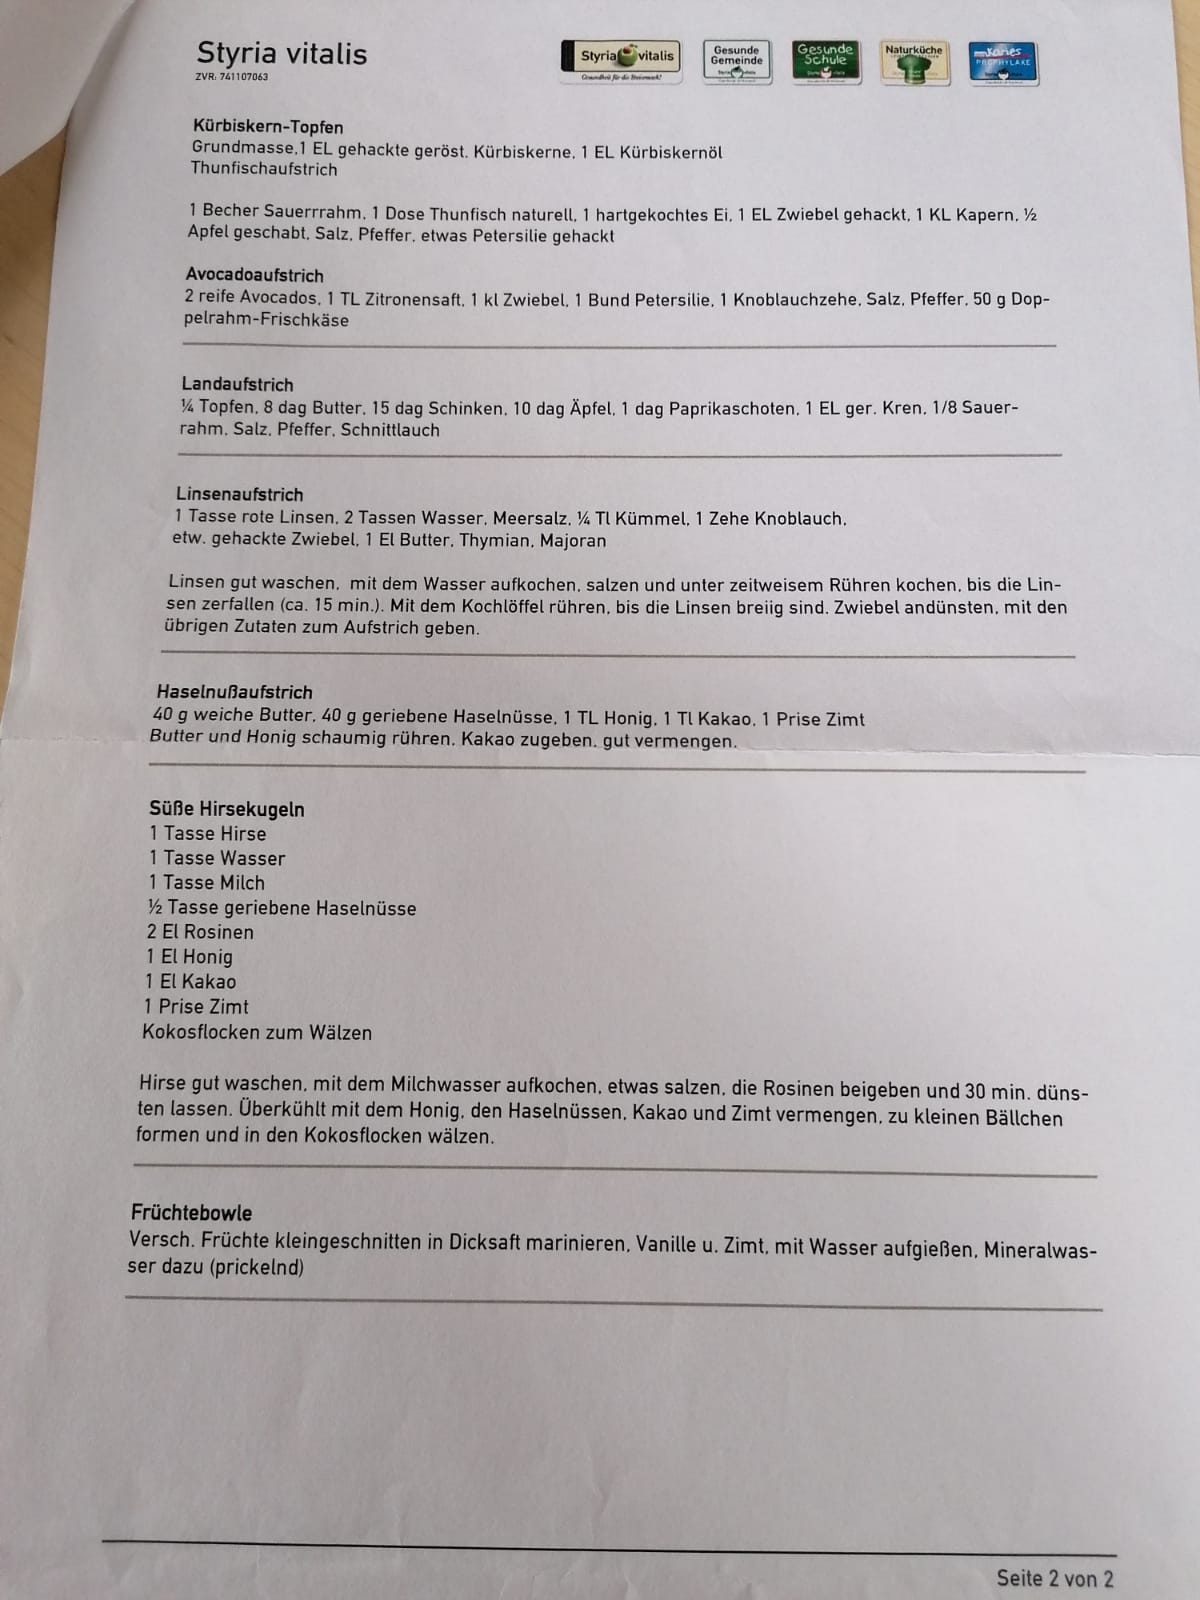 Styria vitalis
ZVR: 741107063
Styria vitalis
Gesundheit für die Steiermark!
Gesunde
Gemeinde
Gesunde
Schule
Naturküche
PROPHYLAXE
Kürbiskern-Topfen
Grundmasse,1 EL gehackte geröst. Kürbiskerne, 1 EL Kürbiskernöl
Thunfischaufstrich
1 Becher Sauerrrahm, 1 Dose Thunfisch naturell, 1 hartgekochtes Ei, 1 EL Zwiebel gehackt, 1 KL Kapern, ½
Apfel geschabt, Salz, Pfeffer, etwas Petersilie gehackt
Avocadoaufstrich
2 reife Avocados, 1 TL Zitronensaft, 1 kl Zwiebel, 1 Bund Petersilie, 1 Knoblauchzehe, Salz, Pfeffer, 50 g Dop-
pelrahm-Frischkäse
Landaufstrich
¼ Topfen, 8 dag Butter, 15 dag Schinken, 10 dag Äpfel, 1 dag Paprikaschoten, 1 EL ger. Kren, 1/8 Sauer-
rahm, Salz, Pfeffer, Schnittlauch
Linsenaufstrich
1 Tasse rote Linsen, 2 Tassen Wasser, Meersalz, ¼ Tl Kümmel, 1 Zehe Knoblauch,
etw. gehackte Zwiebel, 1 El Butter, Thymian, Majoran
Linsen gut waschen,  mit dem Wasser aufkochen, salzen und unter zeitweisem Rühren kochen, bis die Lin-
sen zerfallen (ca. 15 min.). Mit dem Kochlöffel rühren, bis die Linsen breiig sind. Zwiebel andünsten, mit den
übrigen Zutaten zum Aufstrich geben.
Haselnußaufstrich
40 g weiche Butter, 40 g geriebene Haselnüsse, 1 TL Honig, 1 Tl Kakao, 1 Prise Zimt
Butter und Honig schaumig rühren, Kakao zugeben, gut vermengen.
Süße Hirsekugeln
1 Tasse Hirse
1 Tasse Wasser
1 Tasse Milch
½ Tasse geriebene Haselnüsse
2 El Rosinen
1 El Honig
1 El Kakao
1 Prise Zimt
Kokosflocken zum Wälzen
Hirse gut waschen, mit dem Milchwasser aufkochen, etwas salzen, die Rosinen beigeben und 30 min. düns-
ten lassen. Überkühlt mit dem Honig, den Haselnüssen, Kakao und Zimt vermengen, zu kleinen Bällchen
formen und in den Kokosflocken wälzen.
Früchtebowle
Versch. Früchte kleingeschnitten in Dicksaft marinieren, Vanille u. Zimt, mit Wasser aufgießen, Mineralwas-
ser dazu (prickelnd)
Seite 2 von 2